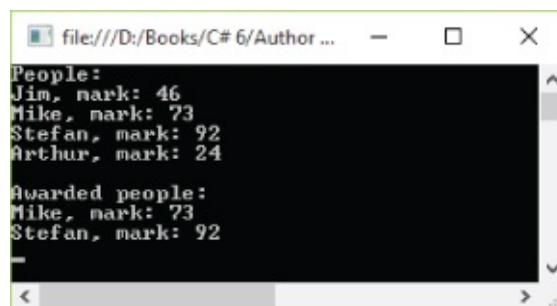 file:///D:/Books/C# 6/Author ...
People:
Jim, mark: 46
Mike, mark: 73
Stefan, mark: 92
Arthur, mark: 24
Awarded people:
Mike, mark: 73
Stefan, mark: 92